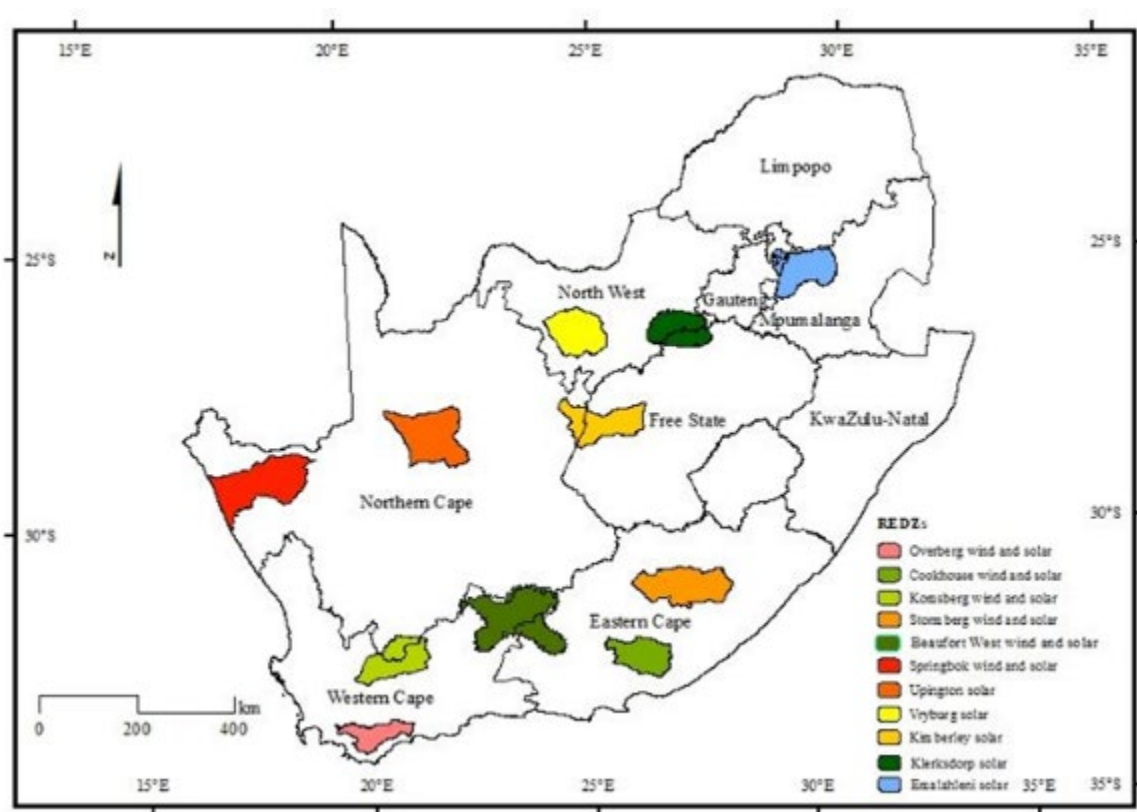 15°E 20°E 25°E 30°E 35°E
Limpopo
N
25°S 25°S
North West
Gauteng
Mpumalanga
Free State
KwaZulu-Natal
Northern Cape
30°S 30°S
REDZs
Overberg wind and solar
Cookhouse wind and solar
Komsberg wind and solar
Stormberg wind and solar
Eastern Cape
Beaufort West wind and solar
Springbok wind and solar
Western Cape
Upington solar
km
Vryburg solar
0 200 400
Kimberley solar
Klerksdorp solar
Emalahleni solar
15°E 20°E 25°E 30°E 35°E 35°S